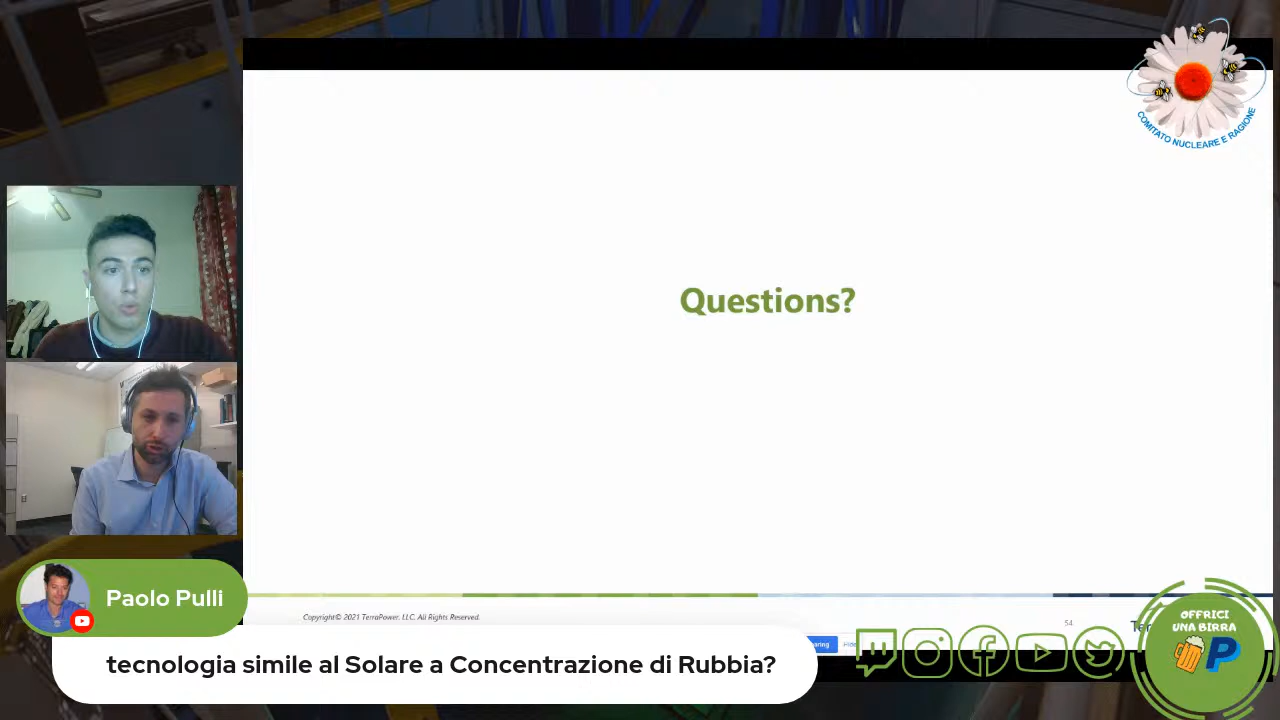 COMITATO NUCLEARE E RAGIONE
Questions?
Paolo Pulli
Copyright© 2021 TerraPower, LLC. All Rights Reserved.
54
OFFRICI
UNA BIRRA
tecnologia simile al Solare a Concentrazione di Rubbia?